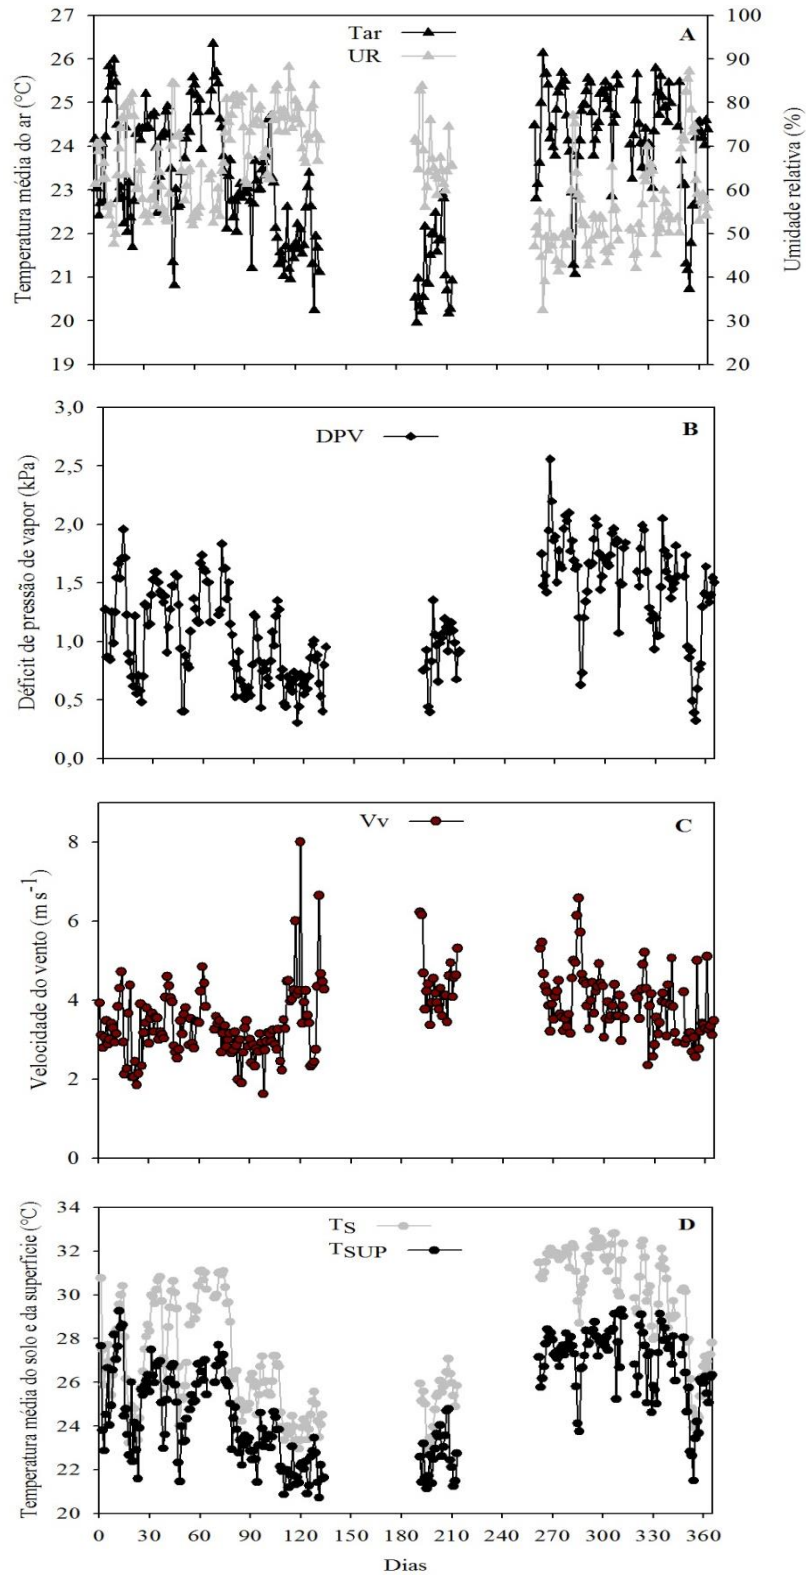 Tar
UR
A
27
26
25
24
23
22
21
20
19
100
90
80
70
60
50
40
30
20
Temperatura média do ar (°C)
Umidade relativa (%)
DPV
B
3,0
2,5
2,0
1,5
1,0
0,5
0,0
Déficit de pressão de vapor (kPa)
Vv
C
8
6
4
2
0
Velocidade do vento (m s-1)
TS
TSUP
D
34
32
30
28
26
24
22
20
Temperatura média do solo e da superfície (°C)
0 30 60 90 120 150 180 210 240 270 300 330 360
Dias